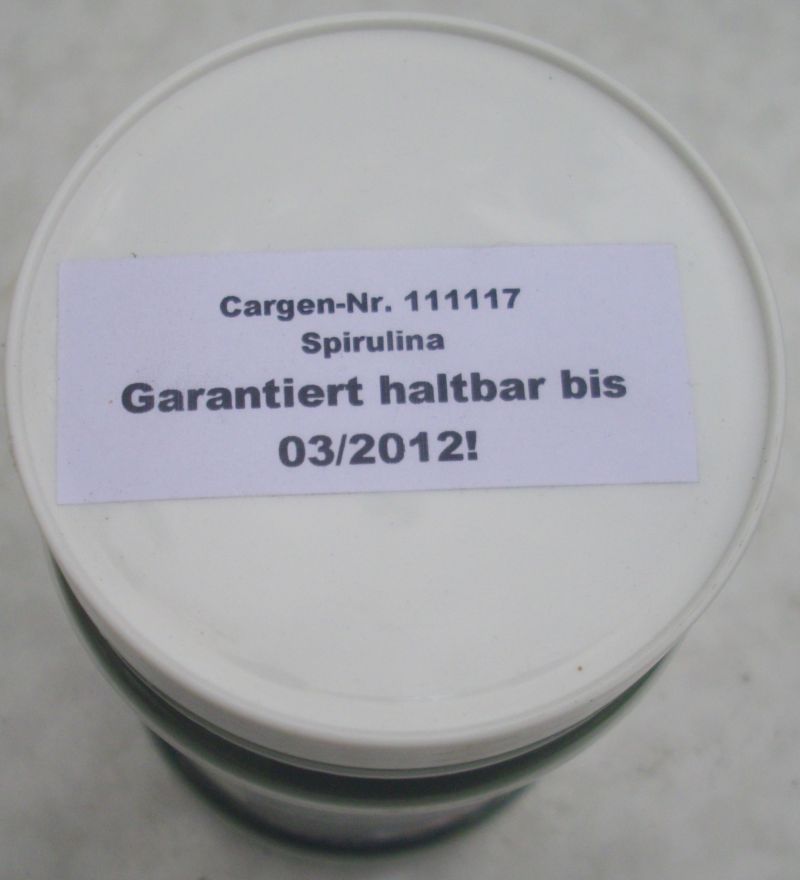 Cargen-Nr. 111117
Spirulina
Garantiert haltbar bis
03/2012!